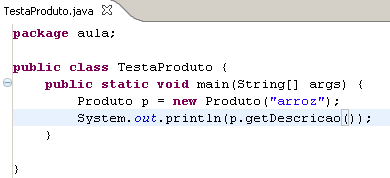 TestaProduto.java
package aula;
public class TestaProduto {
public static void main(String[] args) {
Produto p = new Produto("arroz");
System.out.println(p.getDescricao());
}
}